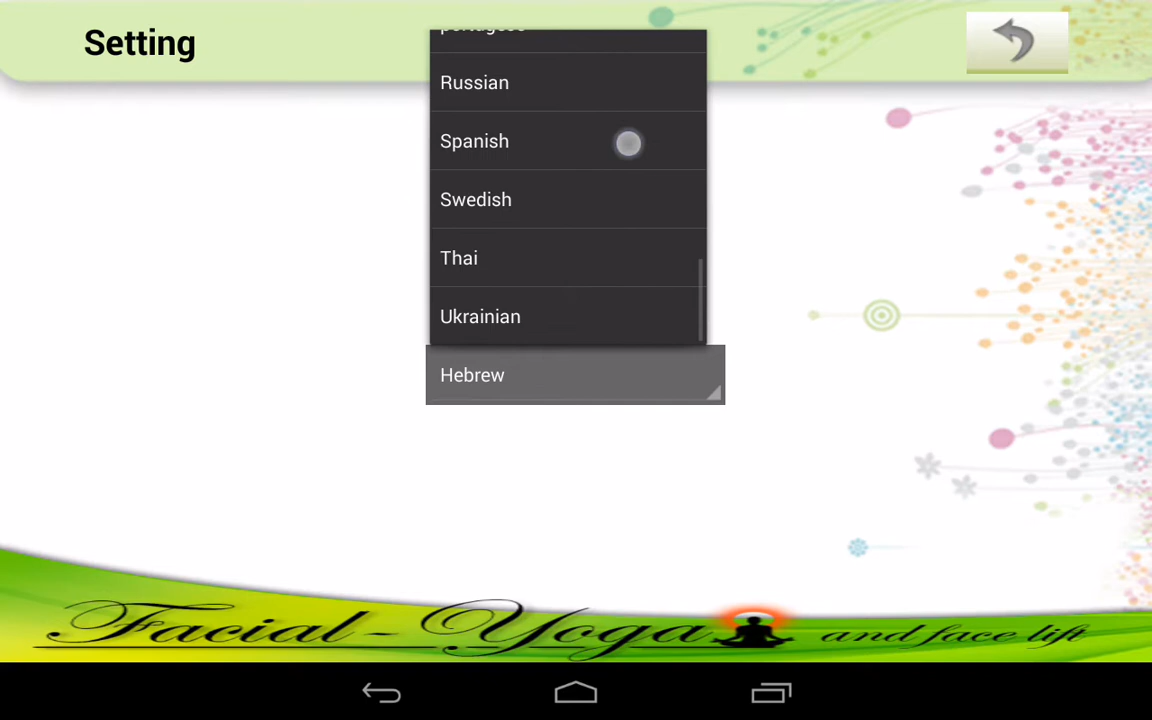 Setting
Russian
Spanish
Swedish
Thai
Ukrainian
Hebrew
Facial - Yoga and face lift